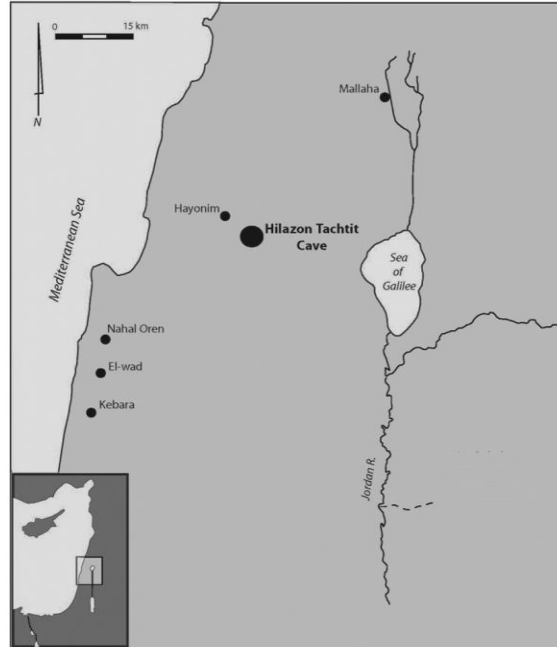 0 15 km
N
Mallaha
Mediterranean Sea
Hayonim
Hilazon Tachtit
Cave
Sea
of
Galilee
Nahal Oren
El-wad
Kebara
Jordan R.